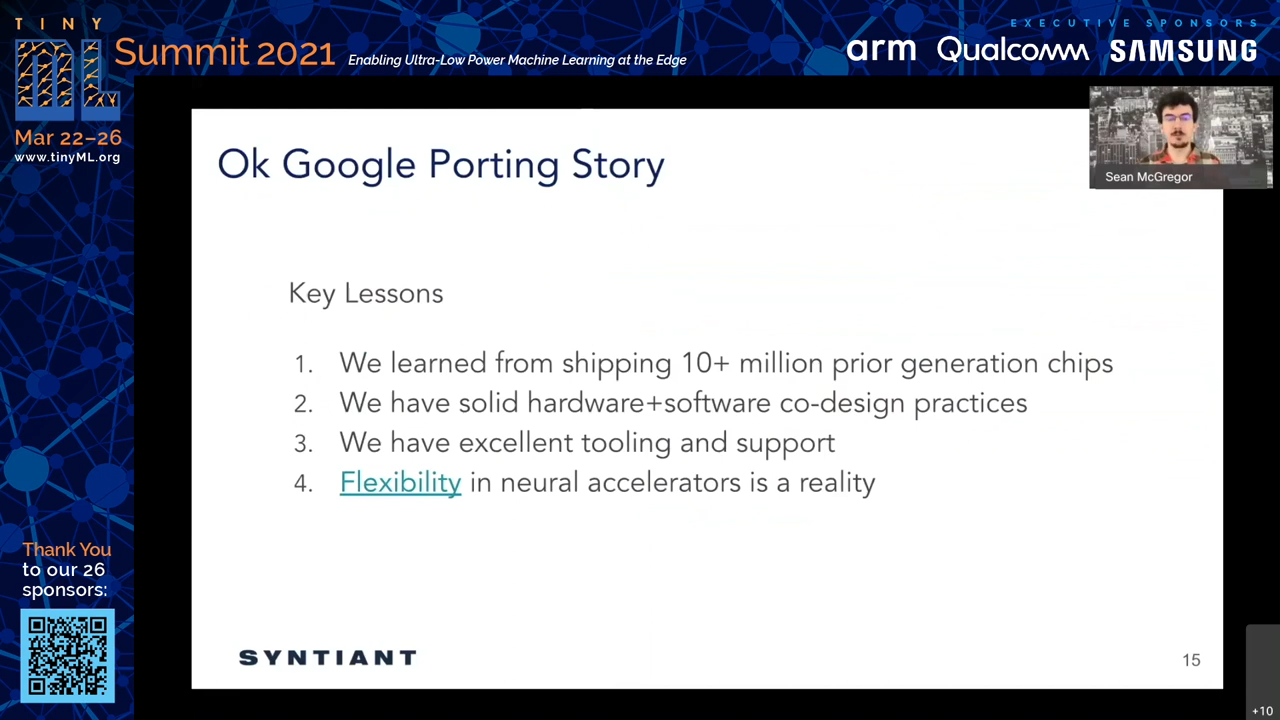 TINY
ML
Summit 2021
Enabling Ultra-Low Power Machine Learning at the Edge
EXECUTIVE SPONSORS
arm
Qualcomm
SAMSUNG
Mar 22–26
www.tinyML.org
Sean McGregor
Ok Google Porting Story
Key Lessons
1. We learned from shipping 10+ million prior generation chips
2. We have solid hardware+software co-design practices
3. We have excellent tooling and support
4. Flexibility in neural accelerators is a reality
Thank You
to our 26
sponsors:
SYNTIANT
15
+10